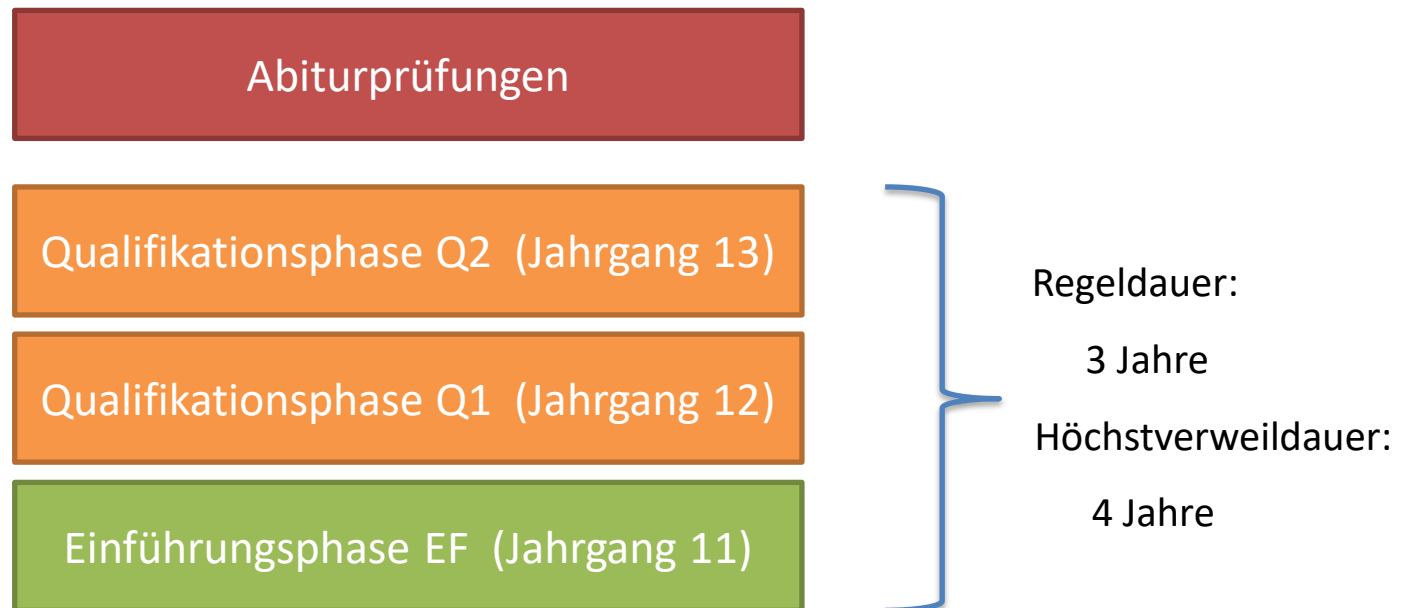 Abiturprüfungen
Qualifikationsphase Q2 (Jahrgang 13)
Qualifikationsphase Q1 (Jahrgang 12)
Einführungsphase EF (Jahrgang 11)
Regeldauer:
3 Jahre
Höchstverweildauer:
4 Jahre